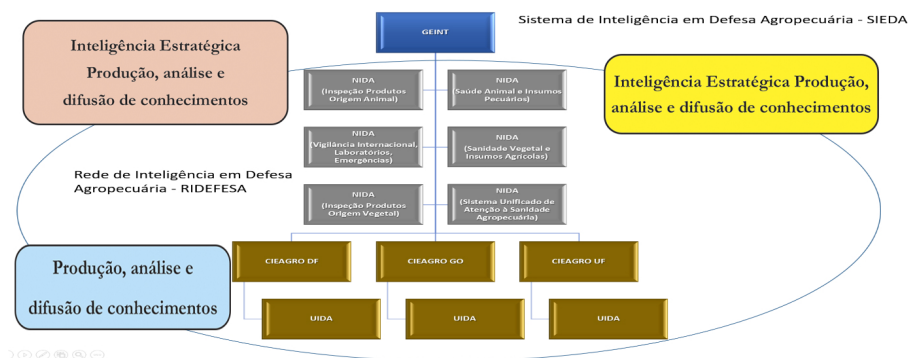 Sistema de Inteligência em Defesa Agropecuária - SIEDA
GEINT
Inteligência Estratégica
Produção, análise e
difusão de conhecimentos
Inteligência Estratégica Produção,
análise e difusão de conhecimentos
NIDA
(Inspeção Produtos
Origem Animal)
NIDA
(Saúde Animal e Insumos
Pecuários)
NIDA
(Vigilância Internacional,
Laboratórios,
Emergências)
NIDA
(Sanidade Vegetal e
Insumos Agrícolas)
Rede de Inteligência em Defesa
Agropecuária - RIDEFESA
NIDA
(Inspeção Produtos
Origem Vegetal)
NIDA
(Sistema Unificado de
Atenção à Sanidade
Agropecuária)
Produção, análise e
difusão de conhecimentos
CIEAGRO DF
CIEAGRO GO
CIEAGRO UF
UIDA
UIDA
UIDA